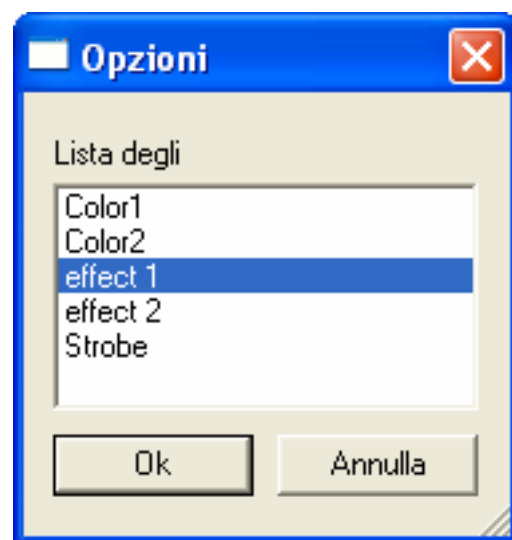 Opzioni
Lista degli
Color1
Color2
effect 1
effect 2
Strobe
Ok Annulla